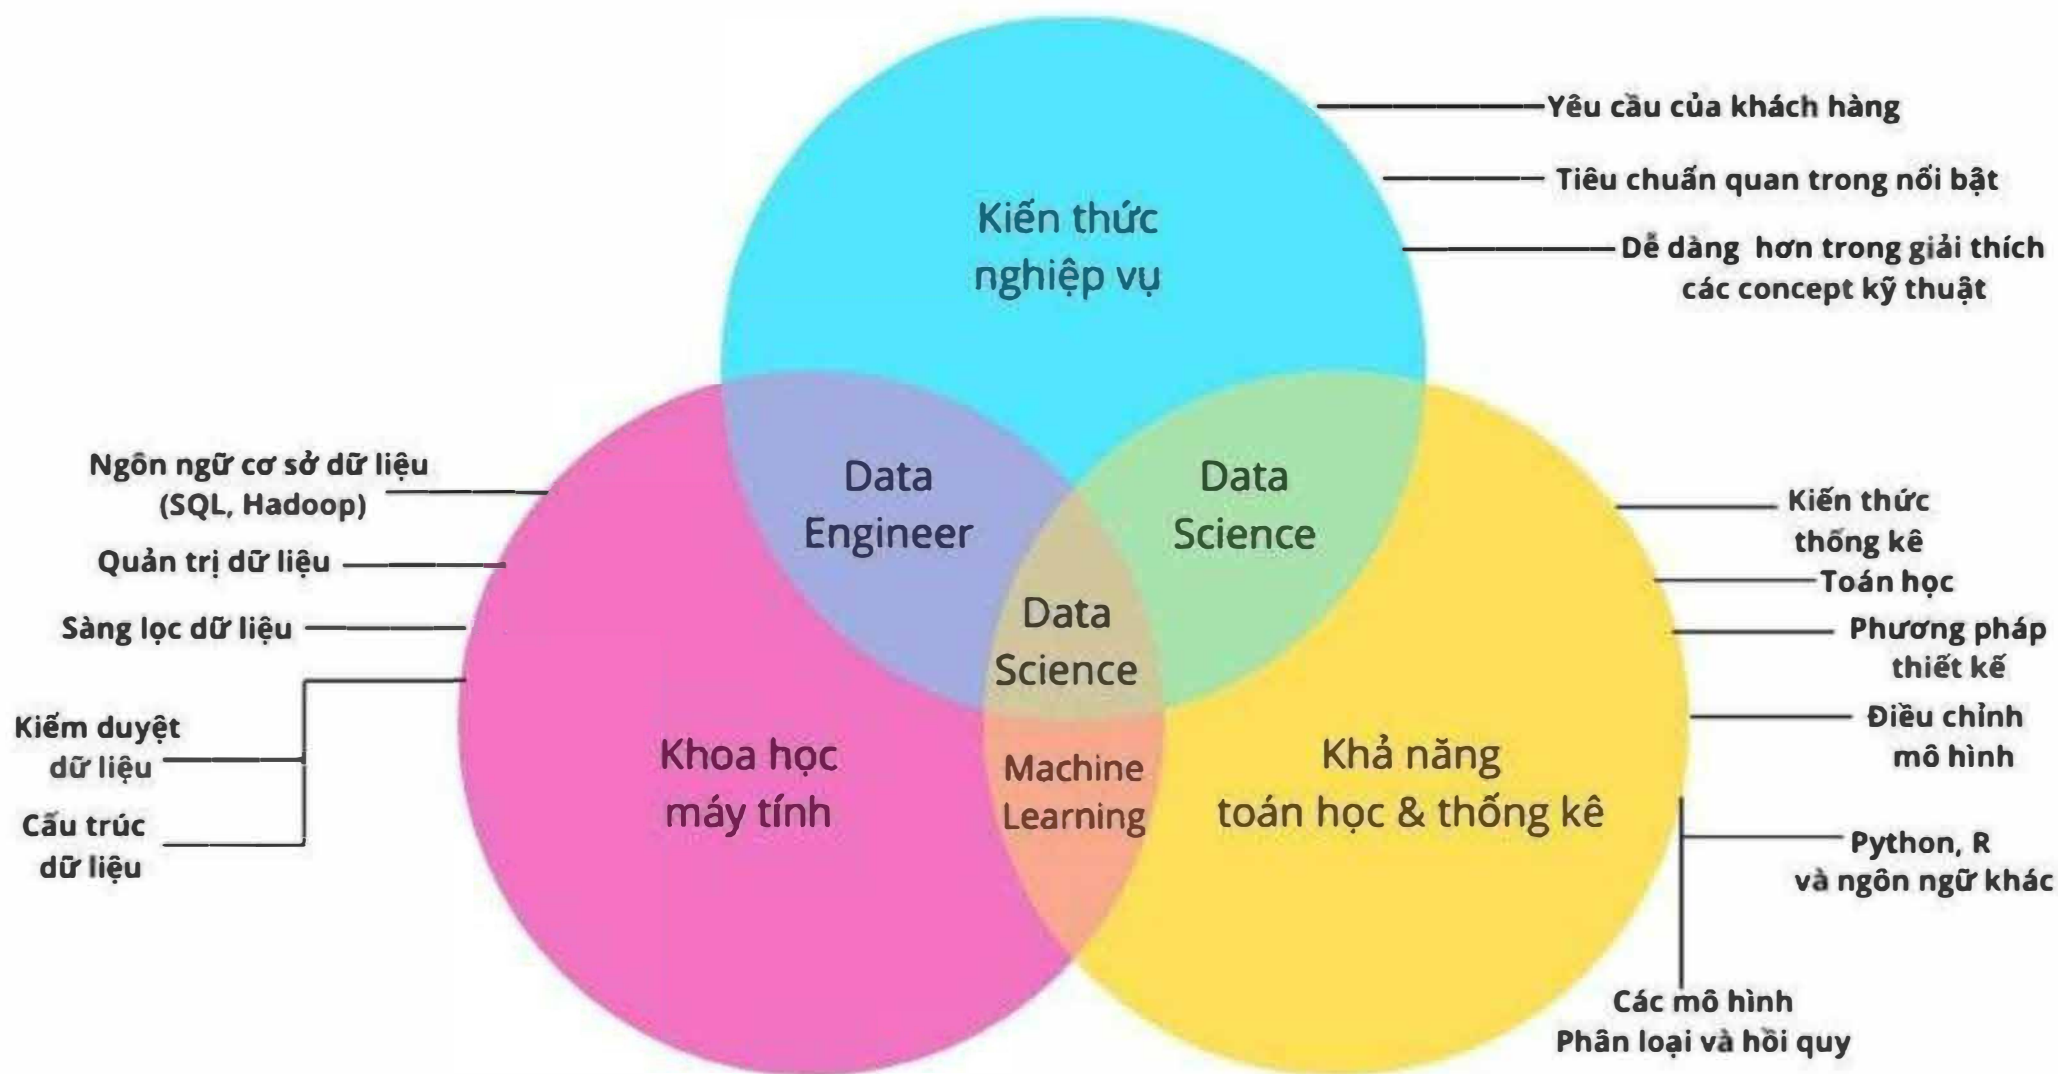 Yêu cầu của khách hàng
Tiêu chuẩn quan trong nổi bật
Dễ dàng hơn trong giải thích
các concept kỹ thuật
Kiến thức
nghiệp vụ
Ngôn ngữ cơ sở dữ liệu
(SQL, Hadoop)
Quản trị dữ liệu
Sàng lọc dữ liệu
Kiểm duyệt
dữ liệu
Cấu trúc
dữ liệu
Data
Engineer
Data
Science
Data
Science
Khoa học
máy tính
Machine
Learning
Khả năng
toán học & thống kê
Kiến thức
thống kê
Toán học
Phương pháp
thiết kế
Điều chỉnh
mô hình
Python, R
và ngôn ngữ khác
Các mô hình
Phân loại và hồi quy